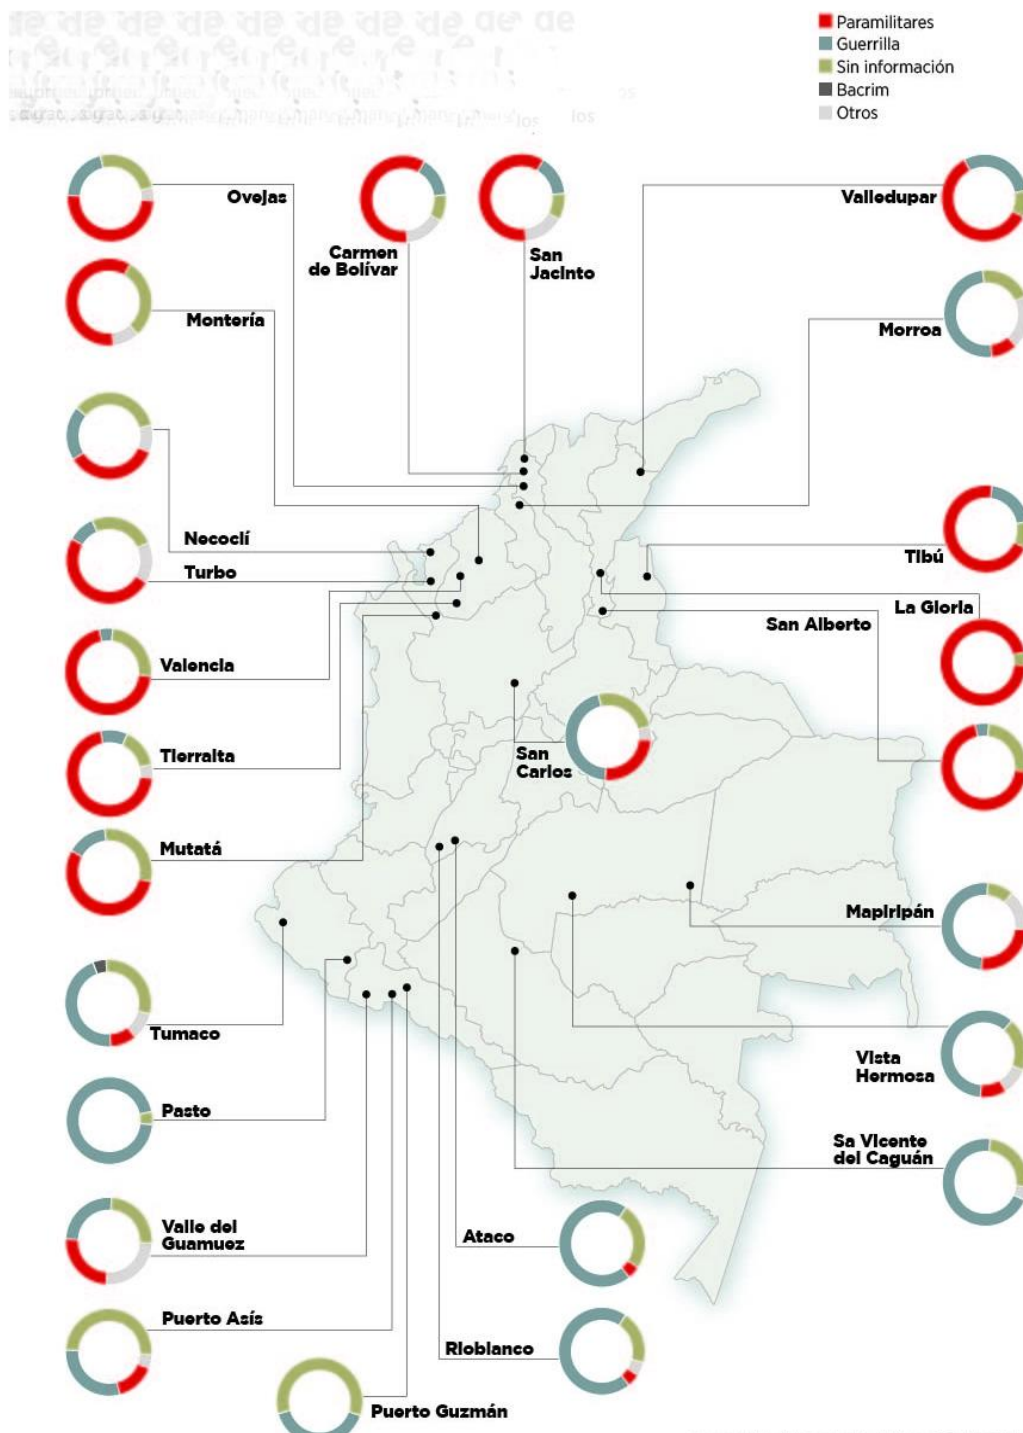 Paramilitares
Guerrilla
Sin información
Bacrim
Otros
Ovejas
Carmen
de Bolívar
San
Jacinto
Valledupar
Montería
Morroa
Necoclí
Turbo
Tibú
La Gloria
San Alberto
Valencia
Tierralta
San
Carlos
Mutatá
Mapiripán
Tumaco
Vista
Hermosa
Pasto
Sa Vicente
del Caguán
Valle del
Guamuez
Ataco
Puerto Asís
Rioblanco
Puerto Guzmán